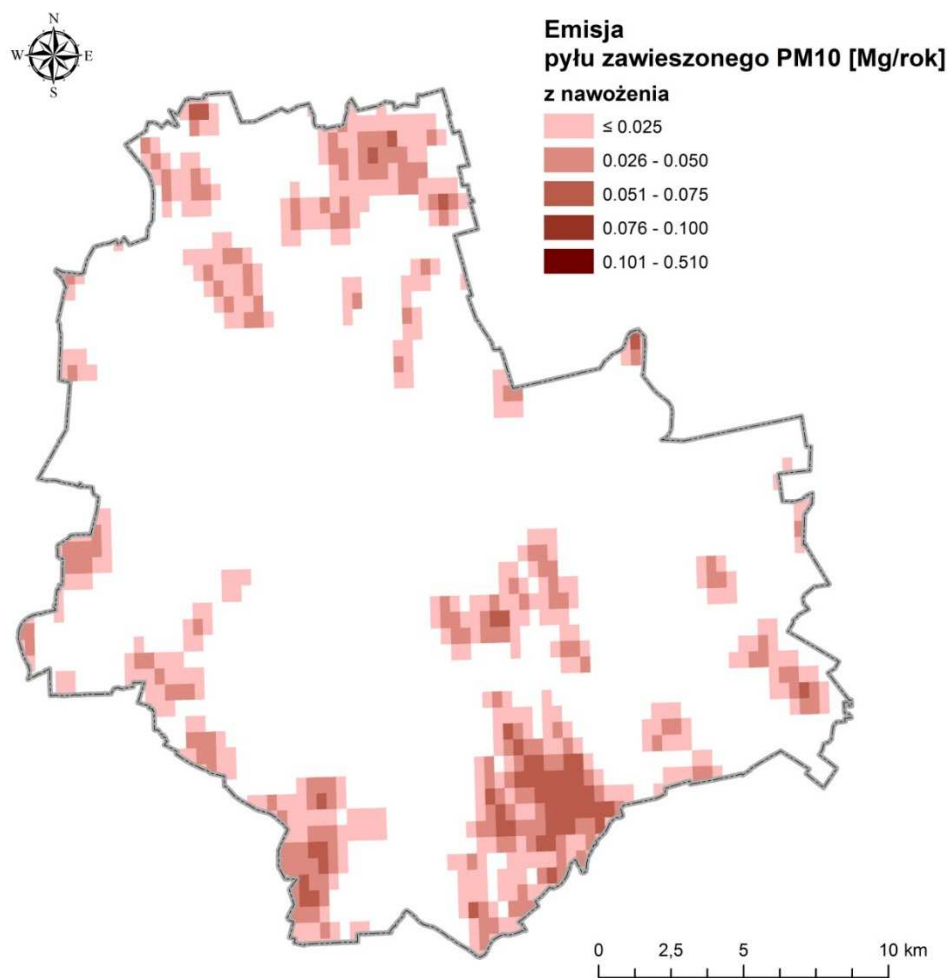 N
W E
S
Emisja
pyłu zawieszonego PM10 [Mg/rok]
z nawożenia
≤ 0.025
0.026 - 0.050
0.051 - 0.075
0.076 - 0.100
0.101 - 0.510
0 2,5 5 10 km